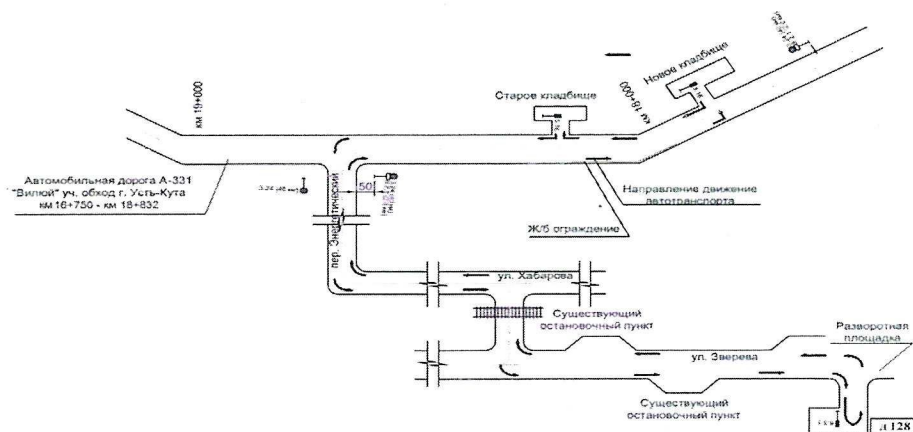 км 19+000
Старое кладбище
км 18+000
Новое кладбище
Автомобильная дорога А-331
"Вилюй" уч. обход г. Усть-Кута
км 16+750 - км 18+832
50
пер. Энергетический
Направление движение
автотранспорта
Ж/б ограждение
ул. Хабарова
Существующий
остановочный пункт
ул. Зверева
Разворотная
площадка
Существующий
остановочный пункт
д 128